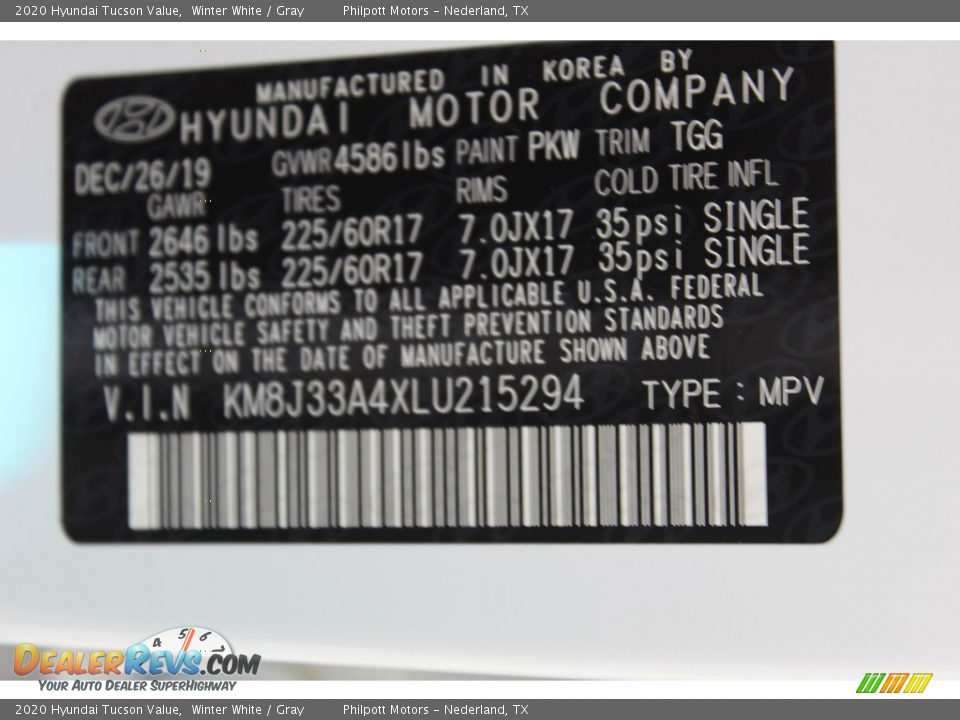 2020 Hyundai Tucson Value, Winter White / Gray Philpott Motors - Nederland, TX
MANUFACTURED IN KOREA BY
HYUNDAI MOTOR COMPANY
DEC/26/19 GVWR 4586 lbs PAINT PKW TRIM TGG
GAWR TIRES RIMS COLD TIRE INFL
FRONT 2646 lbs 225/60R17 7.0JX17 35psi SINGLE
REAR 2535 lbs 225/60R17 7.0JX17 35psi SINGLE
THIS VEHICLE CONFORMS TO ALL APPLICABLE U.S.A. FEDERAL
MOTOR VEHICLE SAFETY AND THEFT PREVENTION STANDARDS
IN EFFECT ON THE DATE OF MANUFACTURE SHOWN ABOVE
V.I.N KM8J33A4XLU215294 TYPE : MPV
4 5 6 7
DEALERREVS.COM
YOUR AUTO DEALER SUPERHIGHWAY
2020 Hyundai Tucson Value, Winter White / Gray Philpott Motors - Nederland, TX